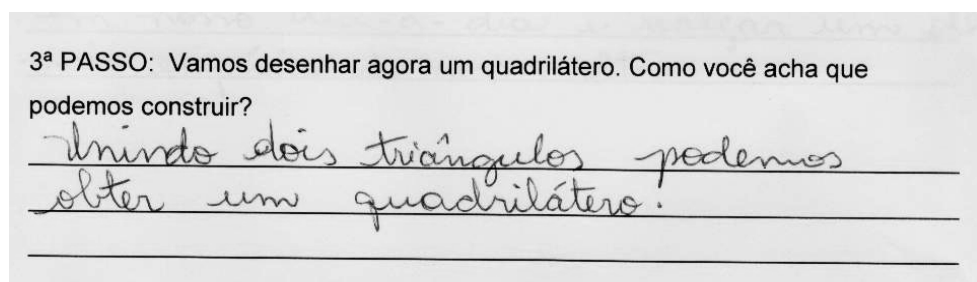 3ª PASSO: Vamos desenhar agora um quadrilátero. Como você acha que
podemos construir?
Unindo dois triângulos podemos
obter um quadrilátero.